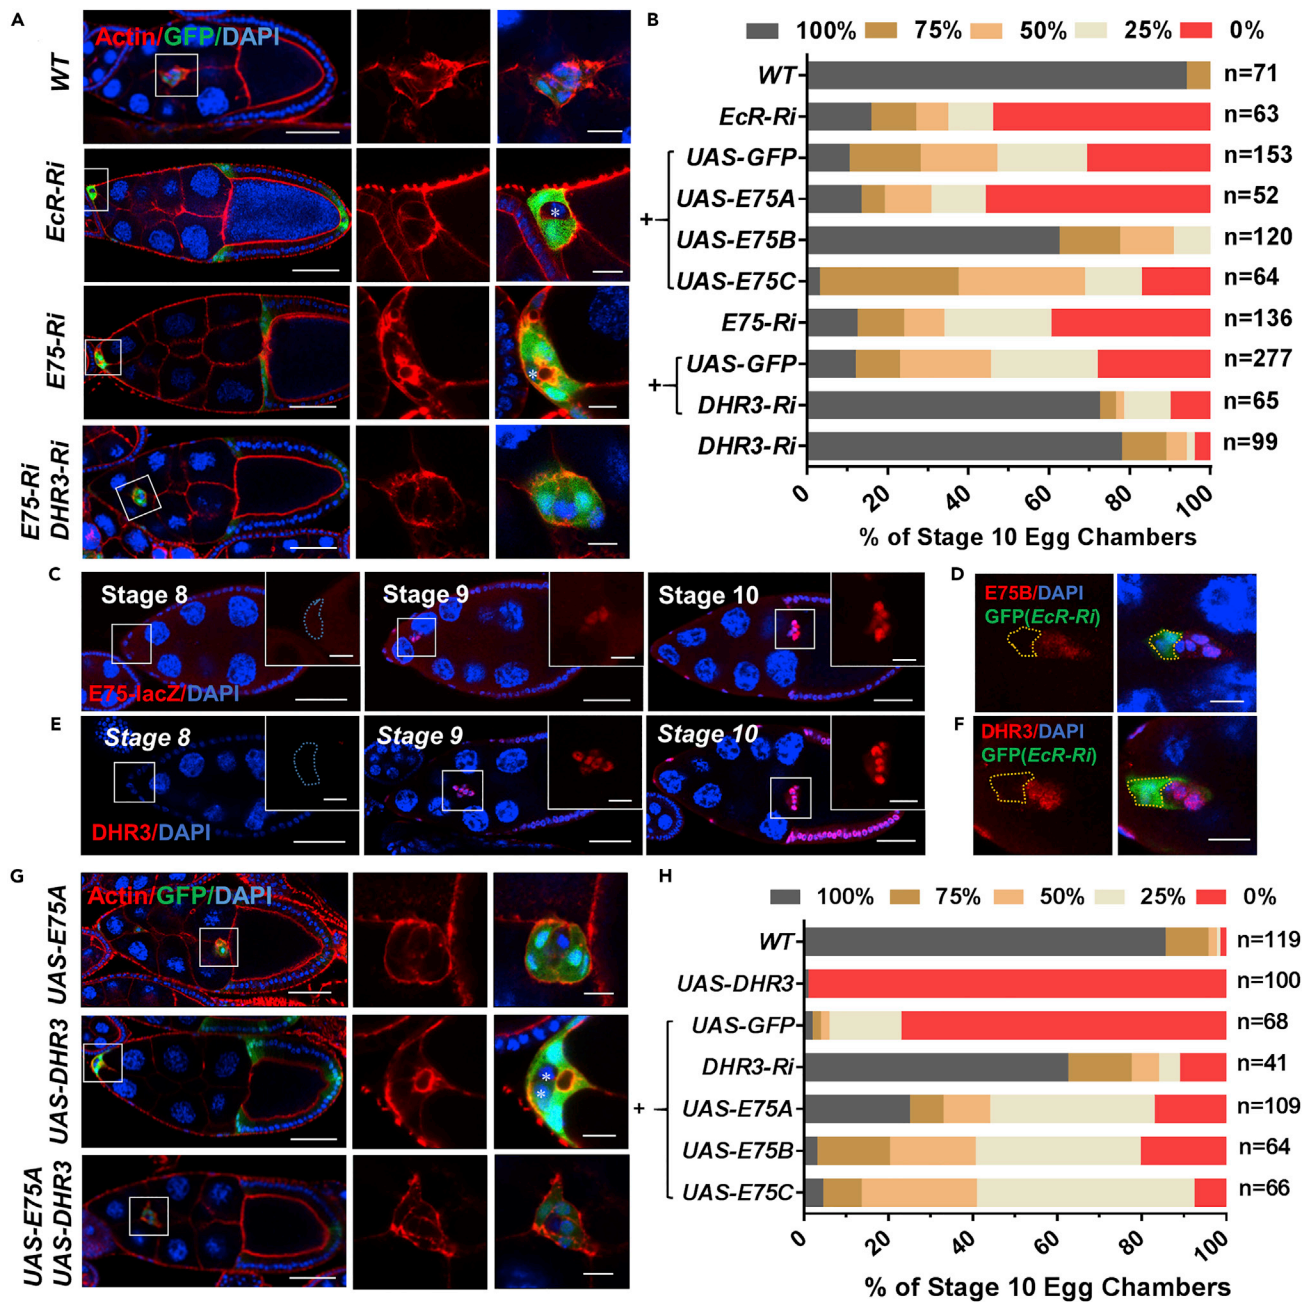 A
Actin/GFP/DAPI
WT
EcR-Ri
*
E75-Ri
*
E75-Ri
DHR3-Ri
B
100% 75% 50% 25% 0%
WT n=71
EcR-Ri n=63
UAS-GFP n=153
UAS-E75A n=52
+
UAS-E75B n=120
UAS-E75C n=64
E75-Ri n=136
UAS-GFP n=277
+
DHR3-Ri n=65
DHR3-Ri n=99
0 20 40 60 80 100
% of Stage 10 Egg Chambers
C
Stage 8 Stage 9 Stage 10
E75-lacZ/DAPI
D
E75B/DAPI
GFP(EcR-Ri)
E
Stage 8 Stage 9 Stage 10
DHR3/DAPI
F
DHR3/DAPI
GFP(EcR-Ri)
G
Actin/GFP/DAPI
UAS-E75A
UAS-DHR3
*
*
UAS-E75A
UAS-DHR3
H
100% 75% 50% 25% 0%
WT n=119
UAS-DHR3 n=100
UAS-GFP n=68
DHR3-Ri n=41
+
UAS-E75A n=109
UAS-E75B n=64
UAS-E75C n=66
0 20 40 60 80 100
% of Stage 10 Egg Chambers